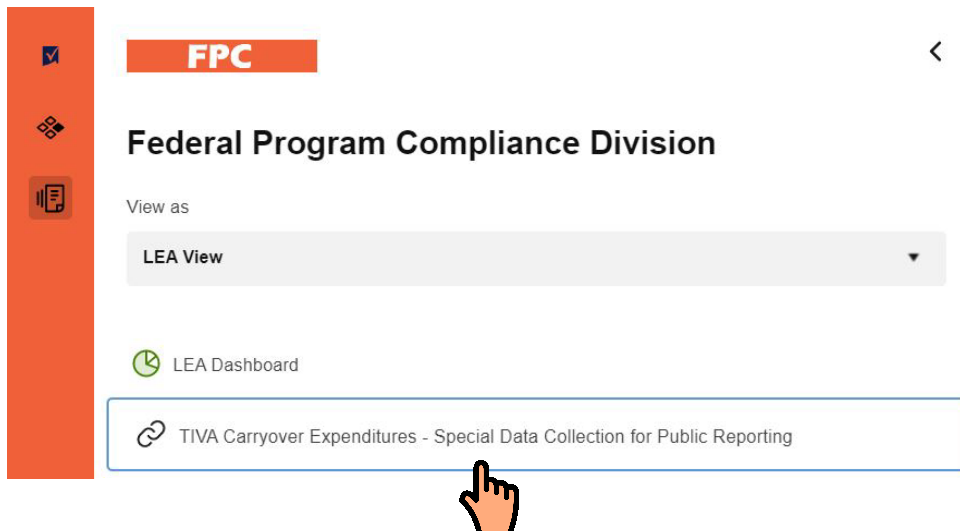 FPC
Federal Program Compliance Division
View as
LEA View
LEA Dashboard
TIVA Carryover Expenditures - Special Data Collection for Public Reporting